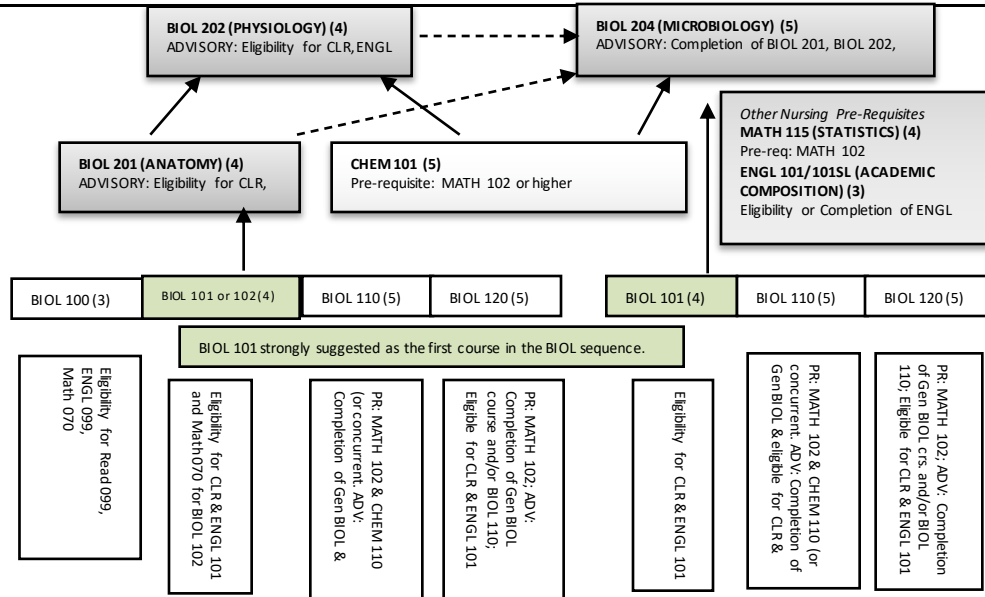 BIOL 202 (PHYSIOLOGY) (4)
ADVISORY: Eligibility for CLR, ENGL
BIOL 204 (MICROBIOLOGY) (5)
ADVISORY: Completion of BIOL 201, BIOL 202,
Other Nursing Pre-Requisites
MATH 115 (STATISTICS) (4)
Pre-req: MATH 102
ENGL 101/101SL (ACADEMIC
COMPOSITION) (3)
Eligibility or Completion of ENGL
BIOL 201 (ANATOMY) (4)
ADVISORY: Eligibility for CLR,
CHEM 101 (5)
Pre-requisite: MATH 102 or higher
BIOL 100 (3)
BIOL 101 or 102 (4)
BIOL 110 (5)
BIOL 120 (5)
BIOL 101 (4)
BIOL 110 (5)
BIOL 120 (5)
BIOL 101 strongly suggested as the first course in the BIOL sequence.
Eligibility for Read 099,
ENGL 099,
Math 070
Eligibility for CLR & ENGL 101
and Math 070 for BIOL 102
PR: MATH 102 & CHEM 110
(or concurrent. ADV:
Completion of Gen BIOL &
PR: MATH 102; ADV:
Completion of Gen BIOL
course and/or BIOL 110;
Eligible for CLR & ENGL 101
Eligibility for CLR & ENGL 101
PR: MATH 102 & CHEM 110 (or
concurrent. ADV: Completion of
Gen BIOL & eligible for CLR &
PR: MATH 102; ADV: Completion
of Gen BIOL crs. and/or BIOL
110; Eligible for CLR & ENGL 101